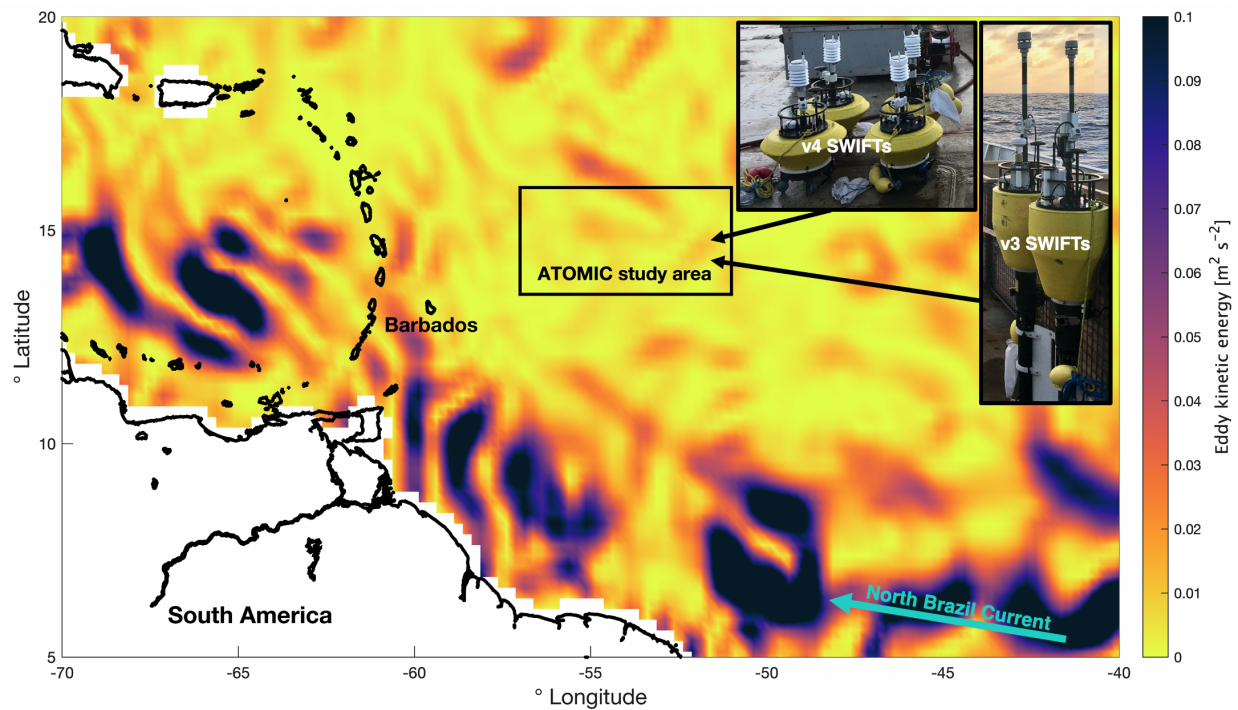 20
15
10
5
° Latitude
-70
-65
-60
-55
-50
-45
-40
° Longitude
v4 SWIFTs
v3 SWIFTs
ATOMIC study area
Barbados
South America
North Brazil Current
0.1
0.09
0.08
0.07
0.06
0.05
0.04
0.03
0.02
0.01
0
Eddy kinetic energy [m² s⁻²]